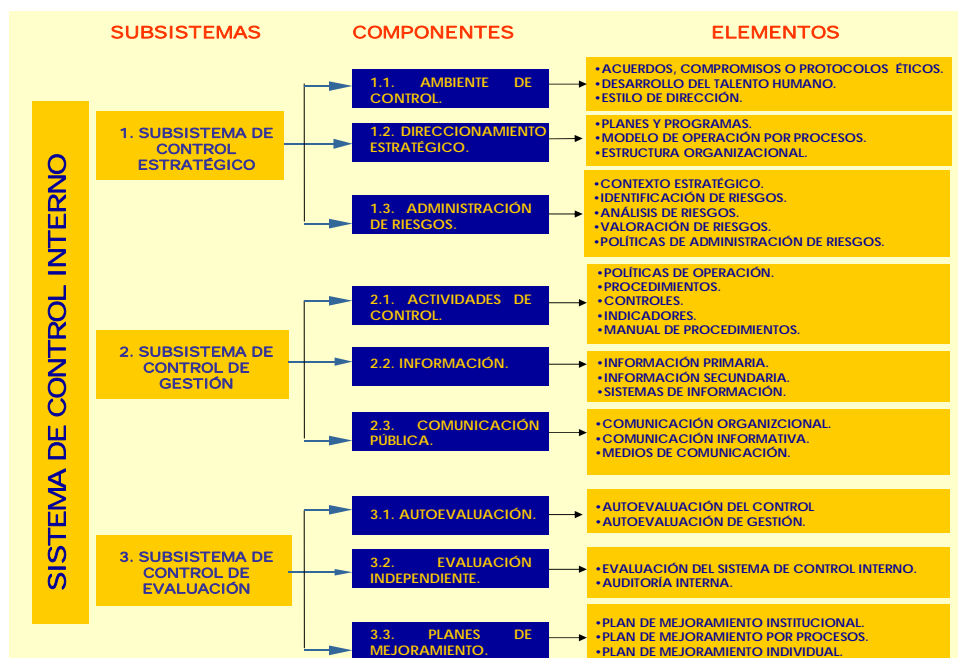 SUBSISTEMAS
COMPONENTES
ELEMENTOS
SISTEMA DE CONTROL INTERNO
1. SUBSISTEMA DE
CONTROL
ESTRATÉGICO
1.1. AMBIENTE DE
CONTROL.
•ACUERDOS, COMPROMISOS O PROTOCOLOS ÉTICOS.
•DESARROLLO DEL TALENTO HUMANO.
•ESTILO DE DIRECCIÓN.
1.2. DIRECCIONAMIENTO
ESTRATÉGICO.
•PLANES Y PROGRAMAS.
•MODELO DE OPERACIÓN POR PROCESOS.
•ESTRUCTURA ORGANIZACIONAL.
1.3. ADMINISTRACIÓN
DE RIESGOS.
•CONTEXTO ESTRATÉGICO.
•IDENTIFICACIÓN DE RIESGOS.
•ANÁLISIS DE RIESGOS.
•VALORACIÓN DE RIESGOS.
•POLÍTICAS DE ADMINISTRACIÓN DE RIESGOS.
2. SUBSISTEMA DE
CONTROL DE
GESTIÓN
2.1. ACTIVIDADES DE
CONTROL.
•POLÍTICAS DE OPERACIÓN.
•PROCEDIMIENTOS.
•CONTROLES.
•INDICADORES.
•MANUAL DE PROCEDIMIENTOS.
2.2. INFORMACIÓN.
•INFORMACIÓN PRIMARIA.
•INFORMACIÓN SECUNDARIA.
•SISTEMAS DE INFORMACIÓN.
2.3. COMUNICACIÓN
PÚBLICA.
•COMUNICACIÓN ORGANIZCIONAL.
•COMUNICACIÓN INFORMATIVA.
•MEDIOS DE COMUNICACIÓN.
3. SUBSISTEMA DE
CONTROL DE
EVALUACIÓN
3.1. AUTOEVALUACIÓN.
•AUTOEVALUACIÓN DEL CONTROL
•AUTOEVALUACIÓN DE GESTIÓN.
3.2. EVALUACIÓN
INDEPENDIENTE.
•EVALUACIÓN DEL SISTEMA DE CONTROL INTERNO.
•AUDITORÍA INTERNA.
3.3. PLANES DE
MEJORAMIENTO.
•PLAN DE MEJORAMIENTO INSTITUCIONAL.
•PLAN DE MEJORAMIENTO POR PROCESOS.
•PLAN DE MEJORAMIENTO INDIVIDUAL.